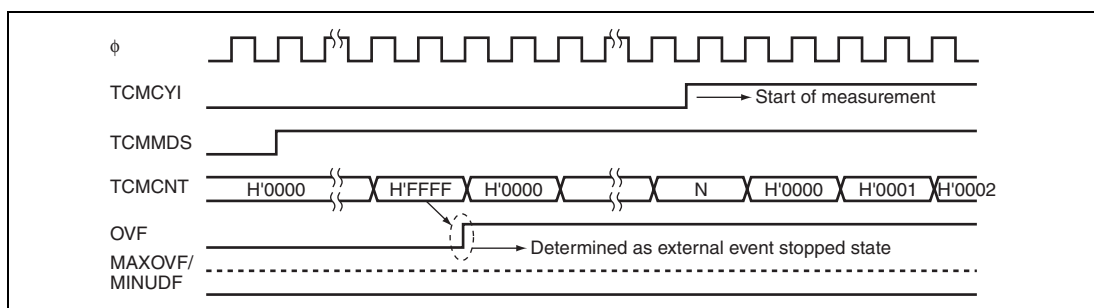 ϕ
TCMCYI
Start of measurement
TCMMDS
TCMCNT H'0000 H'FFFF H'0000 N H'0000 H'0001 H'0002
OVF
Determined as external event stopped state
MAXOVF/
MINUDF